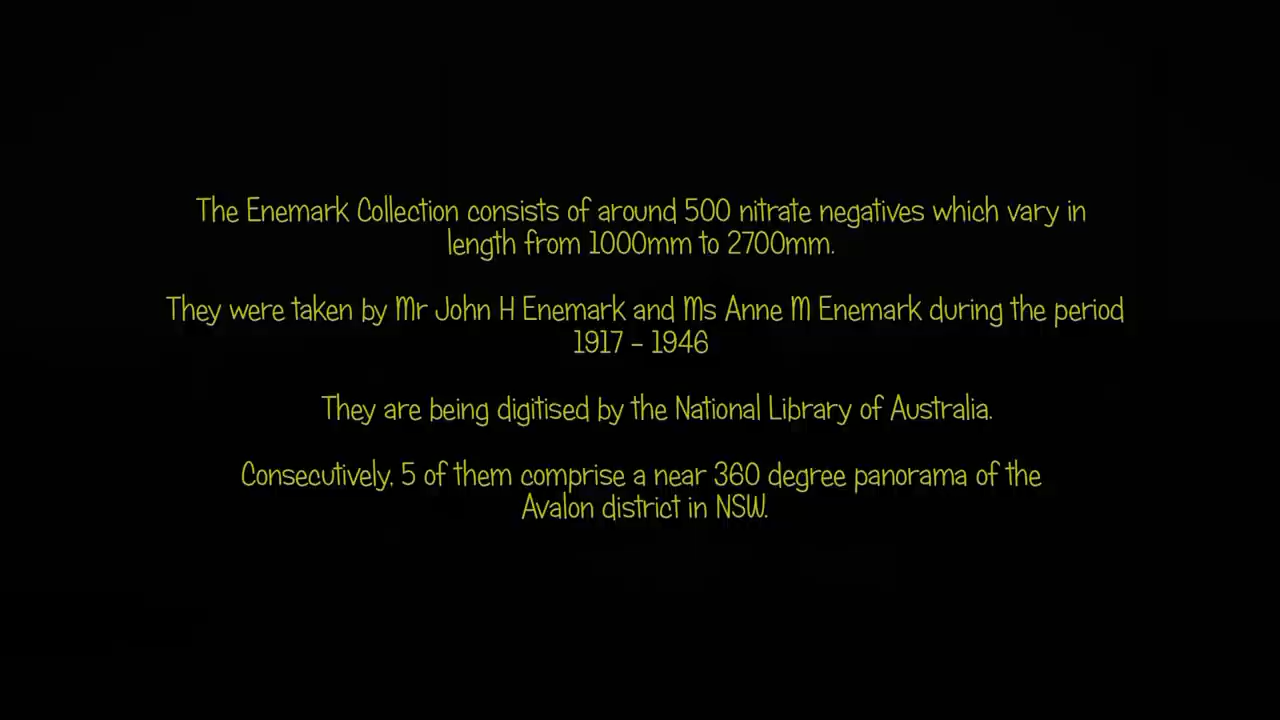 The Enemark Collection consists of around 500 nitrate negatives which vary in
length from 1000mm to 2700mm.
They were taken by Mr John H Enemark and Ms Anne M Enemark during the period
1917 - 1946
They are being digitised by the National Library of Australia.
Consecutively, 5 of them comprise a near 360 degree panorama of the
Avalon district in NSW.